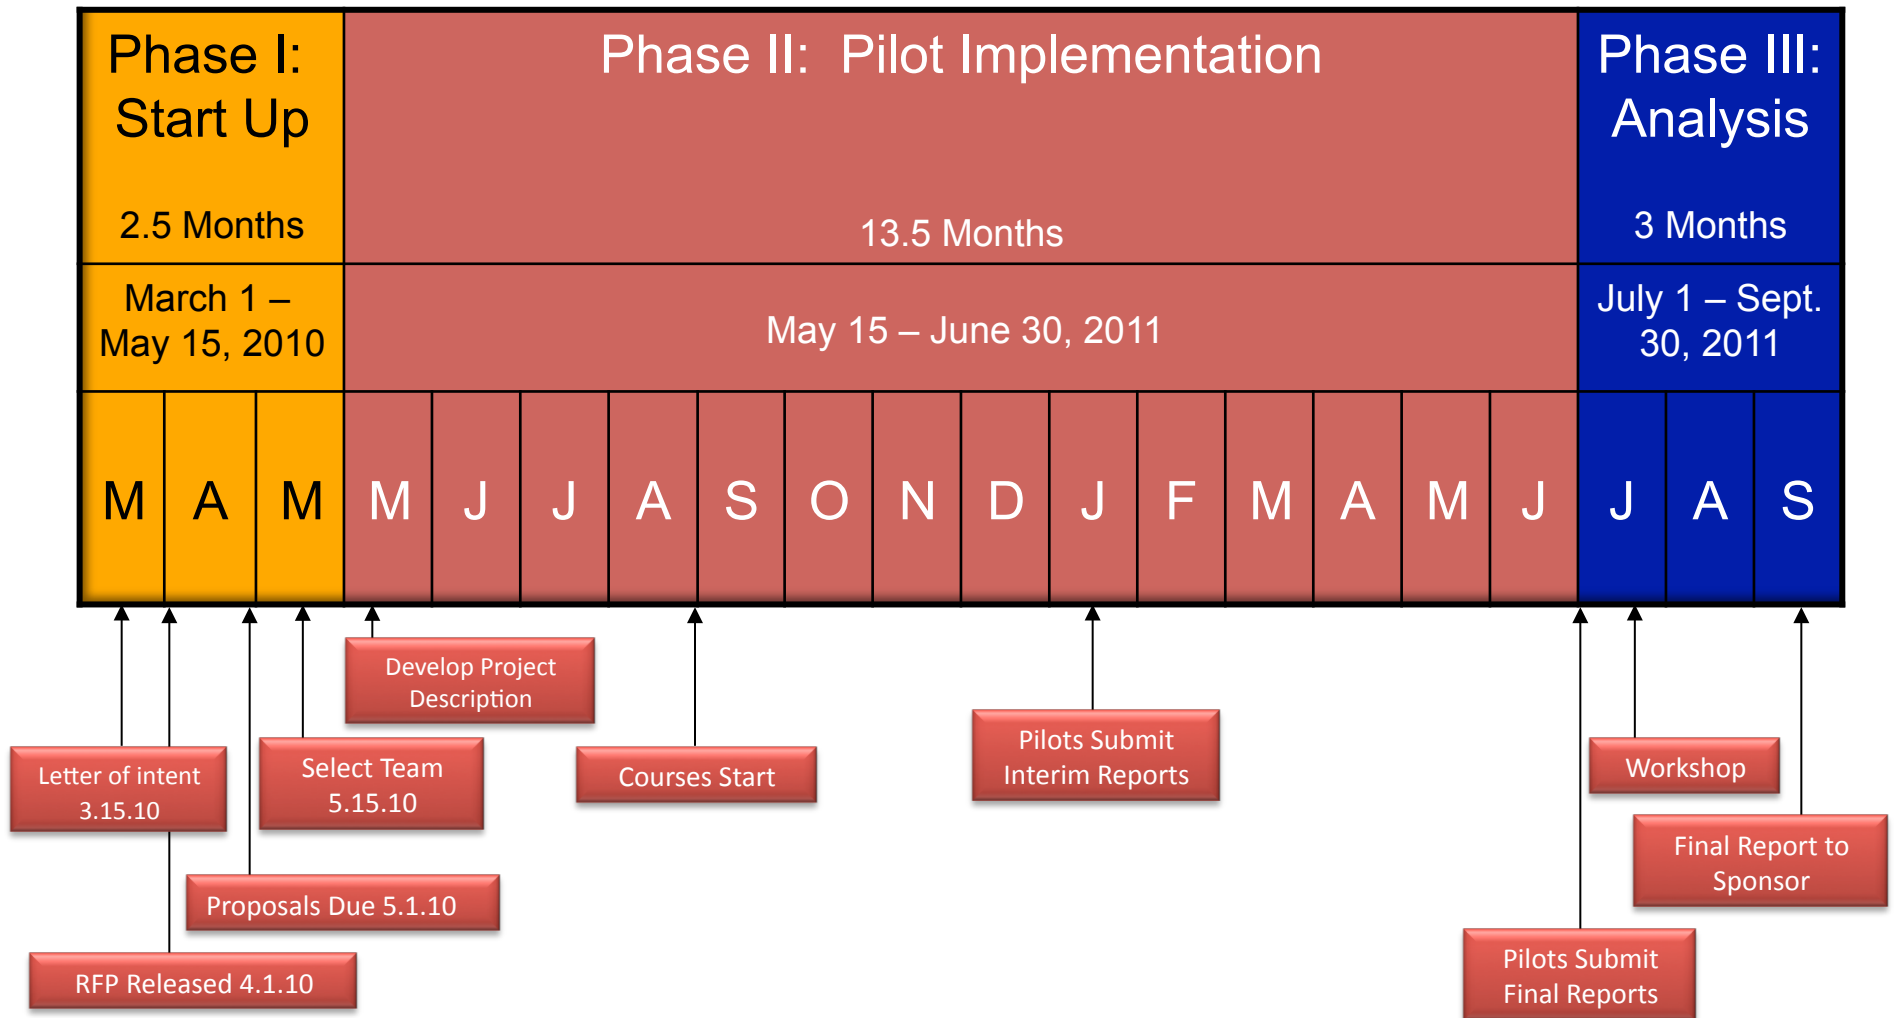 Phase I:
Start Up
2.5 Months
Phase II:  Pilot Implementation
13.5 Months
Phase III:
Analysis
3 Months
March 1 –
May 15, 2010
May 15 – June 30, 2011
July 1 – Sept.
30, 2011
M A M M J J A S O N D J F M A M J J A S
Develop Project
Description
Letter of intent
3.15.10
Select Team
5.15.10
Courses Start
Pilots Submit
Interim Reports
Workshop
Proposals Due 5.1.10
Final Report to
Sponsor
RFP Released 4.1.10
Pilots Submit
Final Reports